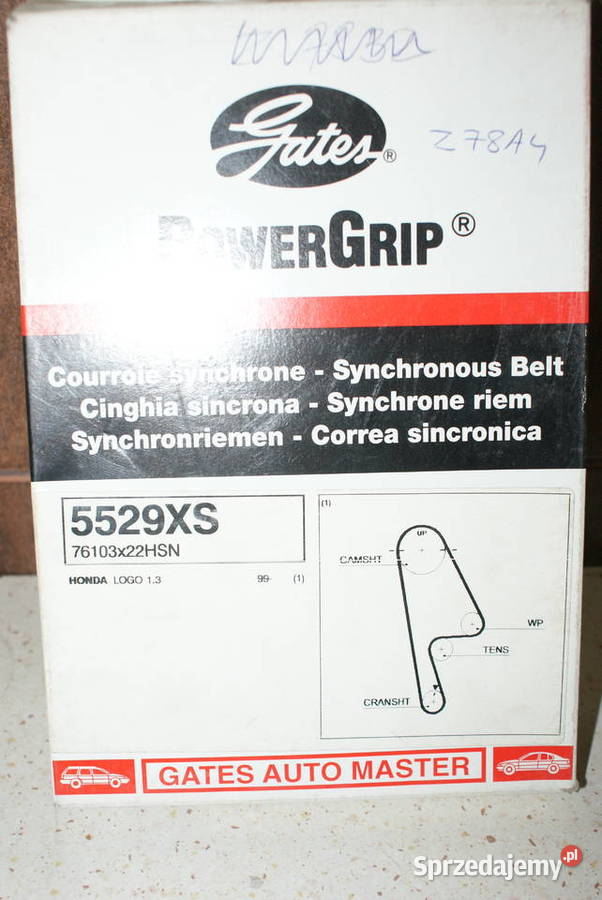 Gates®
Z78A4
POWERGRIP®
Courroie synchrone - Synchronous Belt
Cinghia sincrona - Synchrone riem
Synchronriemen - Correa sincronica
5529XS
76103x22HSN
HONDA LOGO 1.3 99- (1)
(1)
UP
CAMSHT
WP
TENS
CRANSHT
GATES AUTO MASTER
Sprzedajemy.pl